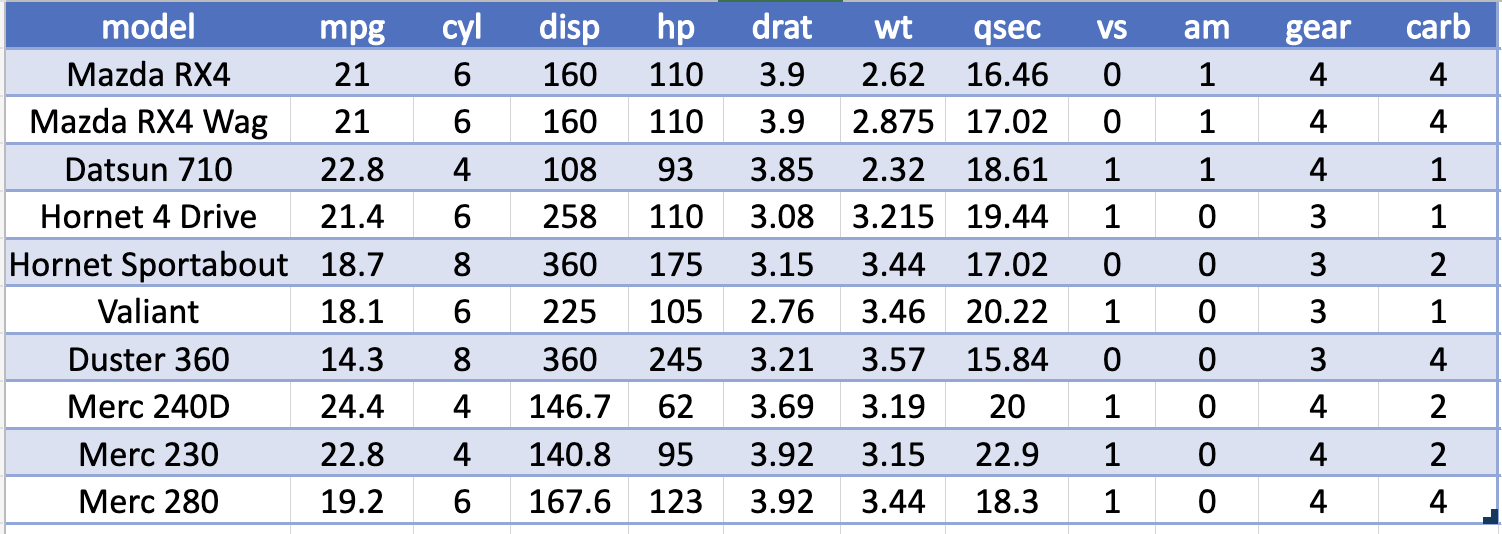 model mpg cyl disp hp drat wt qsec vs am gear carb
Mazda RX4 21 6 160 110 3.9 2.62 16.46 0 1 4 4
Mazda RX4 Wag 21 6 160 110 3.9 2.875 17.02 0 1 4 4
Datsun 710 22.8 4 108 93 3.85 2.32 18.61 1 1 4 1
Hornet 4 Drive 21.4 6 258 110 3.08 3.215 19.44 1 0 3 1
Hornet Sportabout 18.7 8 360 175 3.15 3.44 17.02 0 0 3 2
Valiant 18.1 6 225 105 2.76 3.46 20.22 1 0 3 1
Duster 360 14.3 8 360 245 3.21 3.57 15.84 0 0 3 4
Merc 240D 24.4 4 146.7 62 3.69 3.19 20 1 0 4 2
Merc 230 22.8 4 140.8 95 3.92 3.15 22.9 1 0 4 2
Merc 280 19.2 6 167.6 123 3.92 3.44 18.3 1 0 4 4